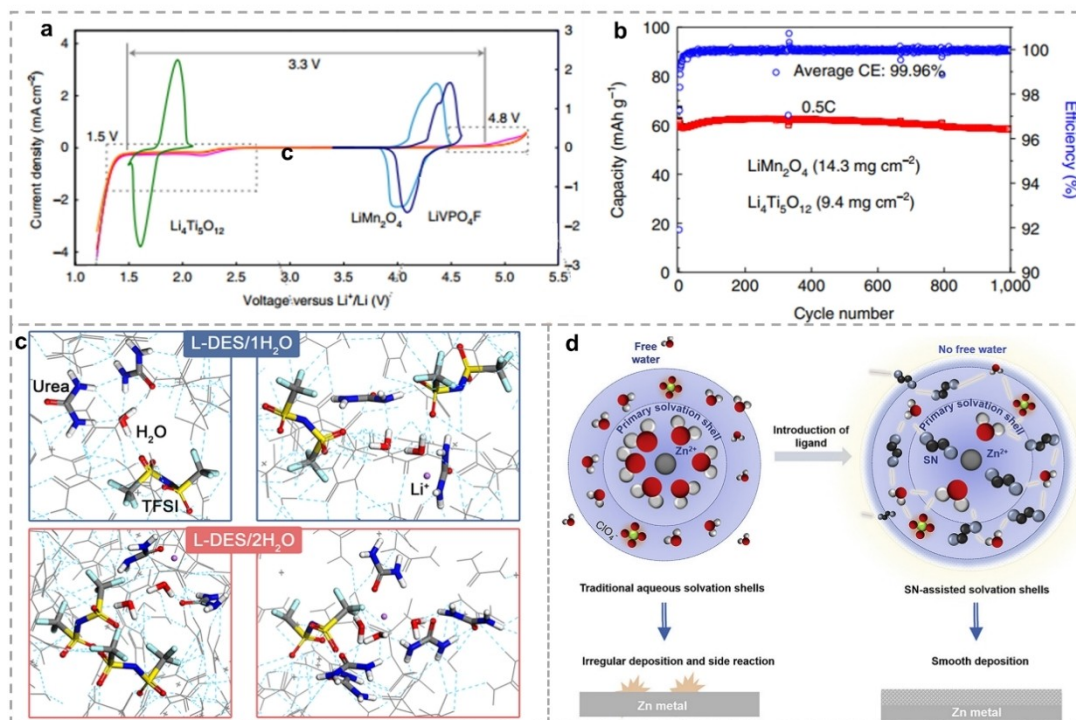 a
Current density (mA cm⁻²)
4
2
0
−2
−4
3
2
1
0
−1
−2
−3
3.3 V
1.5 V
4.8 V
c
Li₄Ti₅O₁₂
LiMn₂O₄
LiVPO₄F
1.0 1.5 2.0 2.5 3.0 3.5 4.0 4.5 5.0 5.5
Voltage versus Li⁺/Li (V)
b
Capacity (mAh g⁻¹)
100
80
60
40
20
0
Efficiency (%)
100
98
96
94
92
90
Average CE: 99.96%
0.5C
LiMn₂O₄ (14.3 mg cm⁻²)
Li₄Ti₅O₁₂ (9.4 mg cm⁻²)
0 200 400 600 800 1,000
Cycle number
c
L-DES/1H₂O
Urea
H₂O
TFSI
Li⁺
L-DES/2H₂O
d
Free
water
Primary solvation shell
Zn²⁺
ClO₄⁻
Introduction of
ligand
No free water
Primary solvation shell
SN
Zn²⁺
Traditional aqueous solvation shells
SN-assisted solvation shells
Irregular deposition and side reaction
Smooth deposition
Zn metal
Zn metal